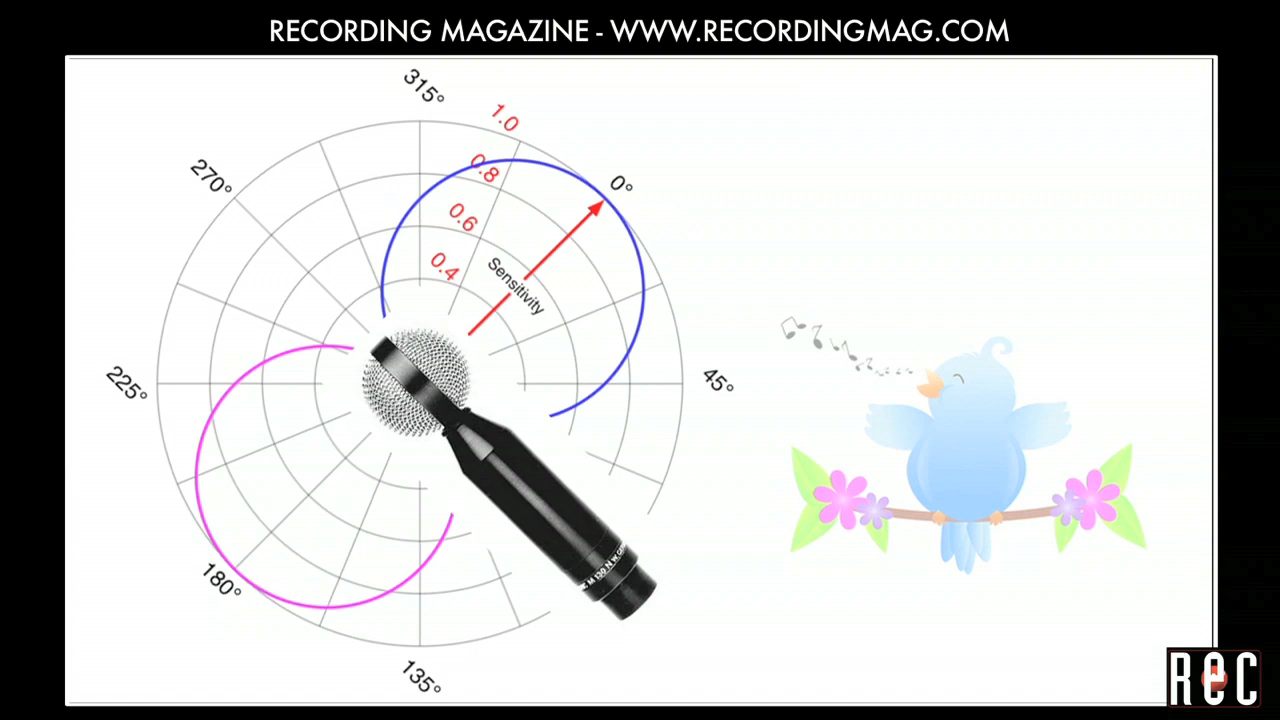 RECORDING MAGAZINE - WWW.RECORDINGMAG.COM
315°
1.0
270°
0.8
0°
0.6
0.4
Sensitivity
225°
45°
180°
M 130 N W
135°
REC